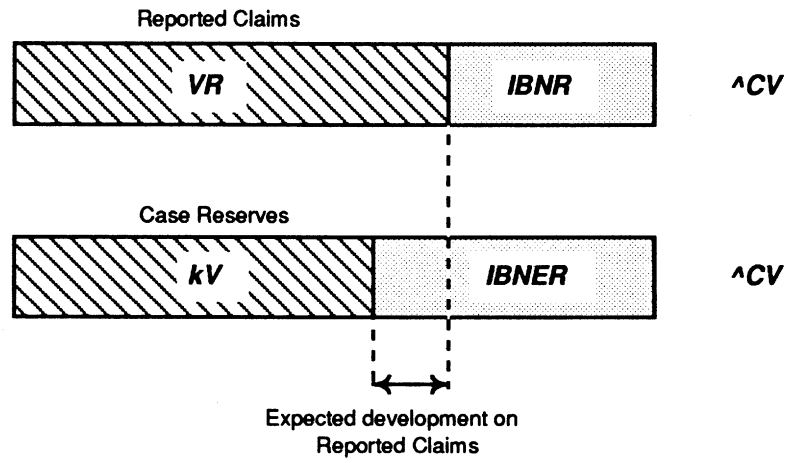 Reported Claims
VR IBNR ^CV
Case Reserves
kV IBNER ^CV
Expected development on
Reported Claims